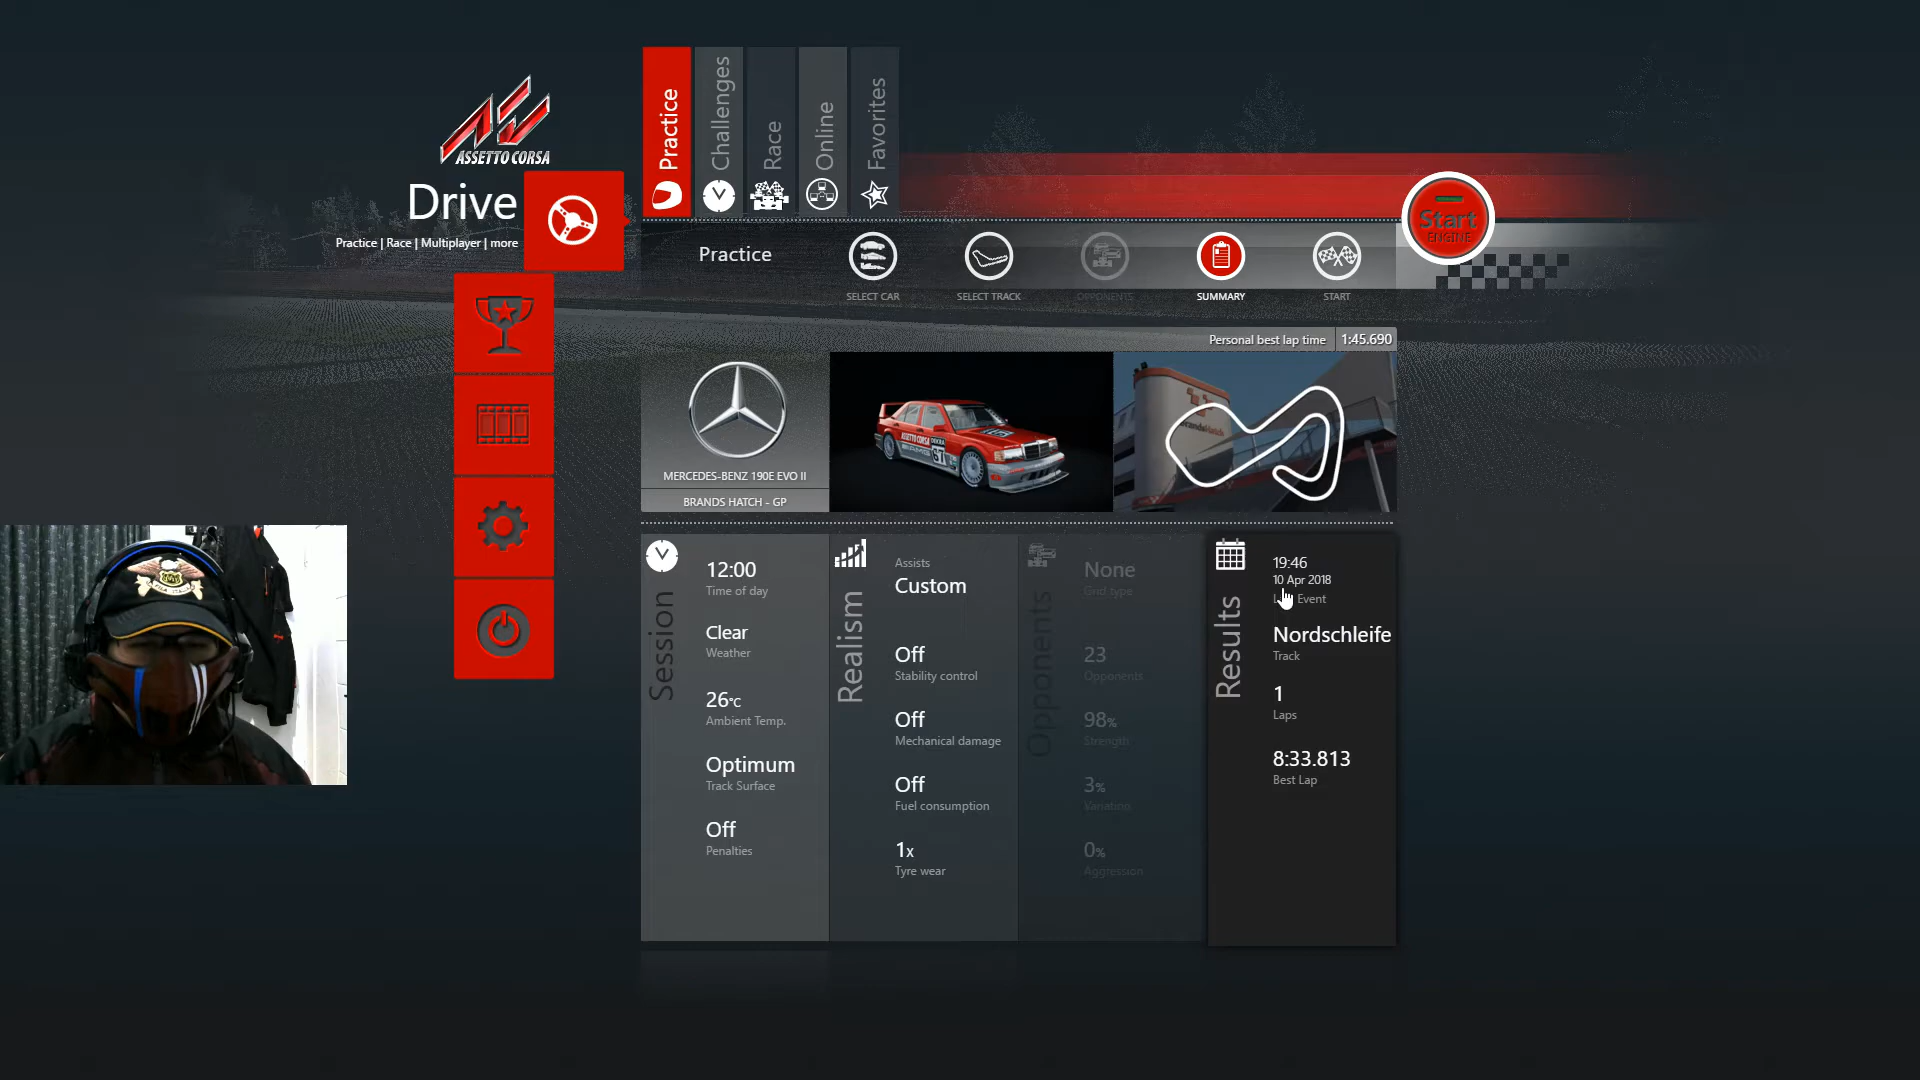 Practice
Challenges
Race
Online
Favorites
ASSETTO CORSA
Drive
Practice | Race | Multiplayer | more
Start
ENGINE
Practice
SELECT CAR
SELECT TRACK
OPPONENTS
SUMMARY
START
Personal best lap time 1:45.690
MERCEDES-BENZ 190E EVO II
BRANDS HATCH - GP
Session
12:00
Time of day
Clear
Weather
26°C
Ambient Temp.
Optimum
Track Surface
Off
Penalties
Realism
Assists
Custom
Off
Stability control
Off
Mechanical damage
Off
Fuel consumption
1x
Tyre wear
Opponents
None
Grid type
23
Opponents
98%
Strength
3%
Variation
0%
Aggression
Results
19:46
10 Apr 2018
Event
Nordschleife
Track
1
Laps
8:33.813
Best Lap